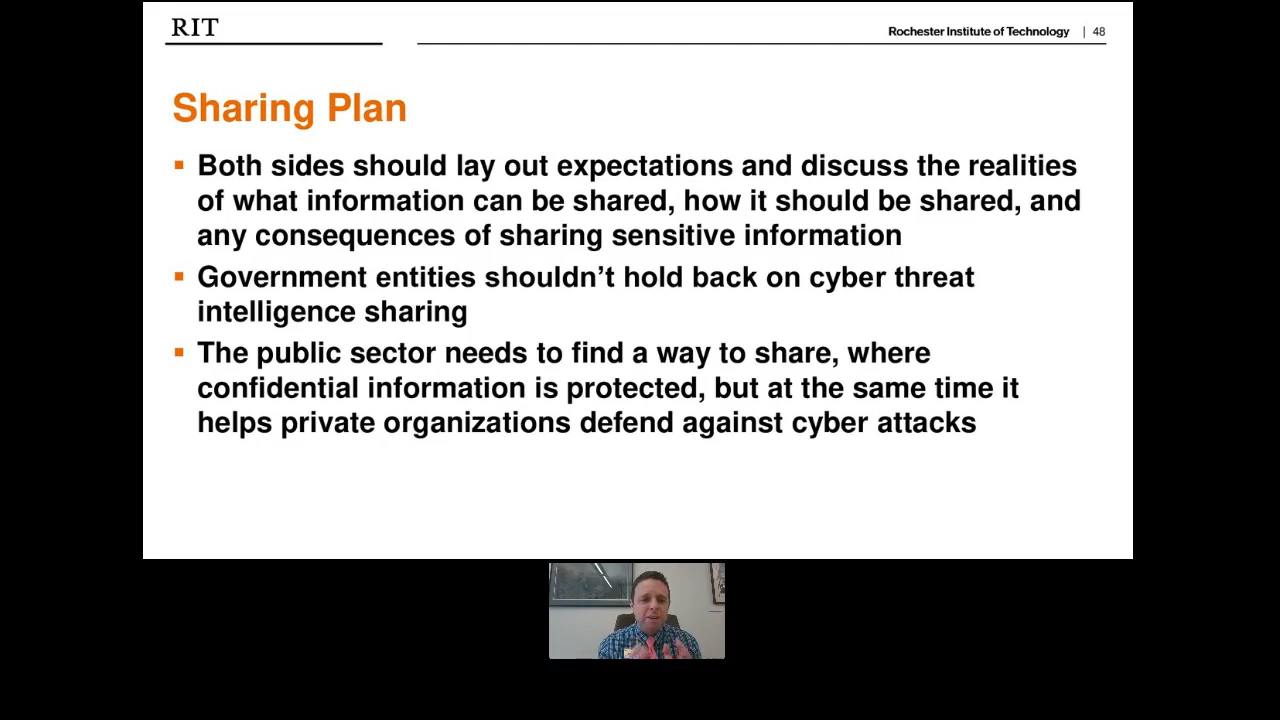 RIT
Rochester Institute of Technology | 48
Sharing Plan
▪ Both sides should lay out expectations and discuss the realities
of what information can be shared, how it should be shared, and
any consequences of sharing sensitive information
▪ Government entities shouldn’t hold back on cyber threat
intelligence sharing
▪ The public sector needs to find a way to share, where
confidential information is protected, but at the same time it
helps private organizations defend against cyber attacks